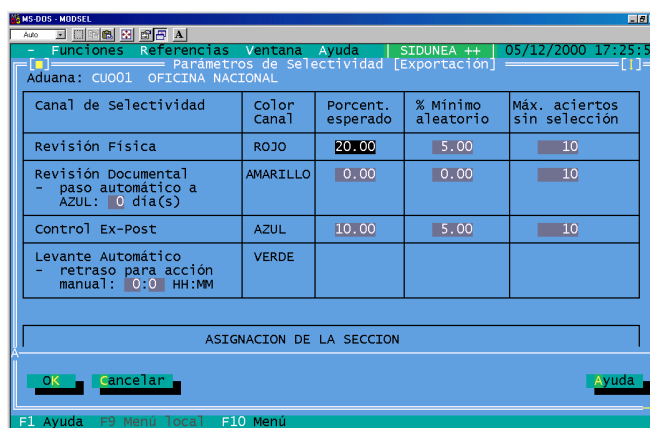 MS-DOS - MODSEL
Auto
- Funciones Referencias Ventana Ayuda | SIDUNEA ++ | 05/12/2000 17:25:5
Parámetros de Selectividad [Exportación]
Aduana: CUO01 OFICINA NACIONAL
Canal de Selectividad Color Canal Porcent. esperado % Mínimo aleatorio Máx. aciertos sin selección
Revisión Física ROJO 20.00 5.00 10
Revisión Documental AMARILLO 0.00 0.00 10
- paso automático a
AZUL: 0 día(s)
Control Ex-Post AZUL 10.00 5.00 10
Levante Automático VERDE
- retraso para acción
manual: 0:0 HH:MM
ASIGNACION DE LA SECCION
OK Cancelar Ayuda
F1 Ayuda F9 Menú local F10 Menú